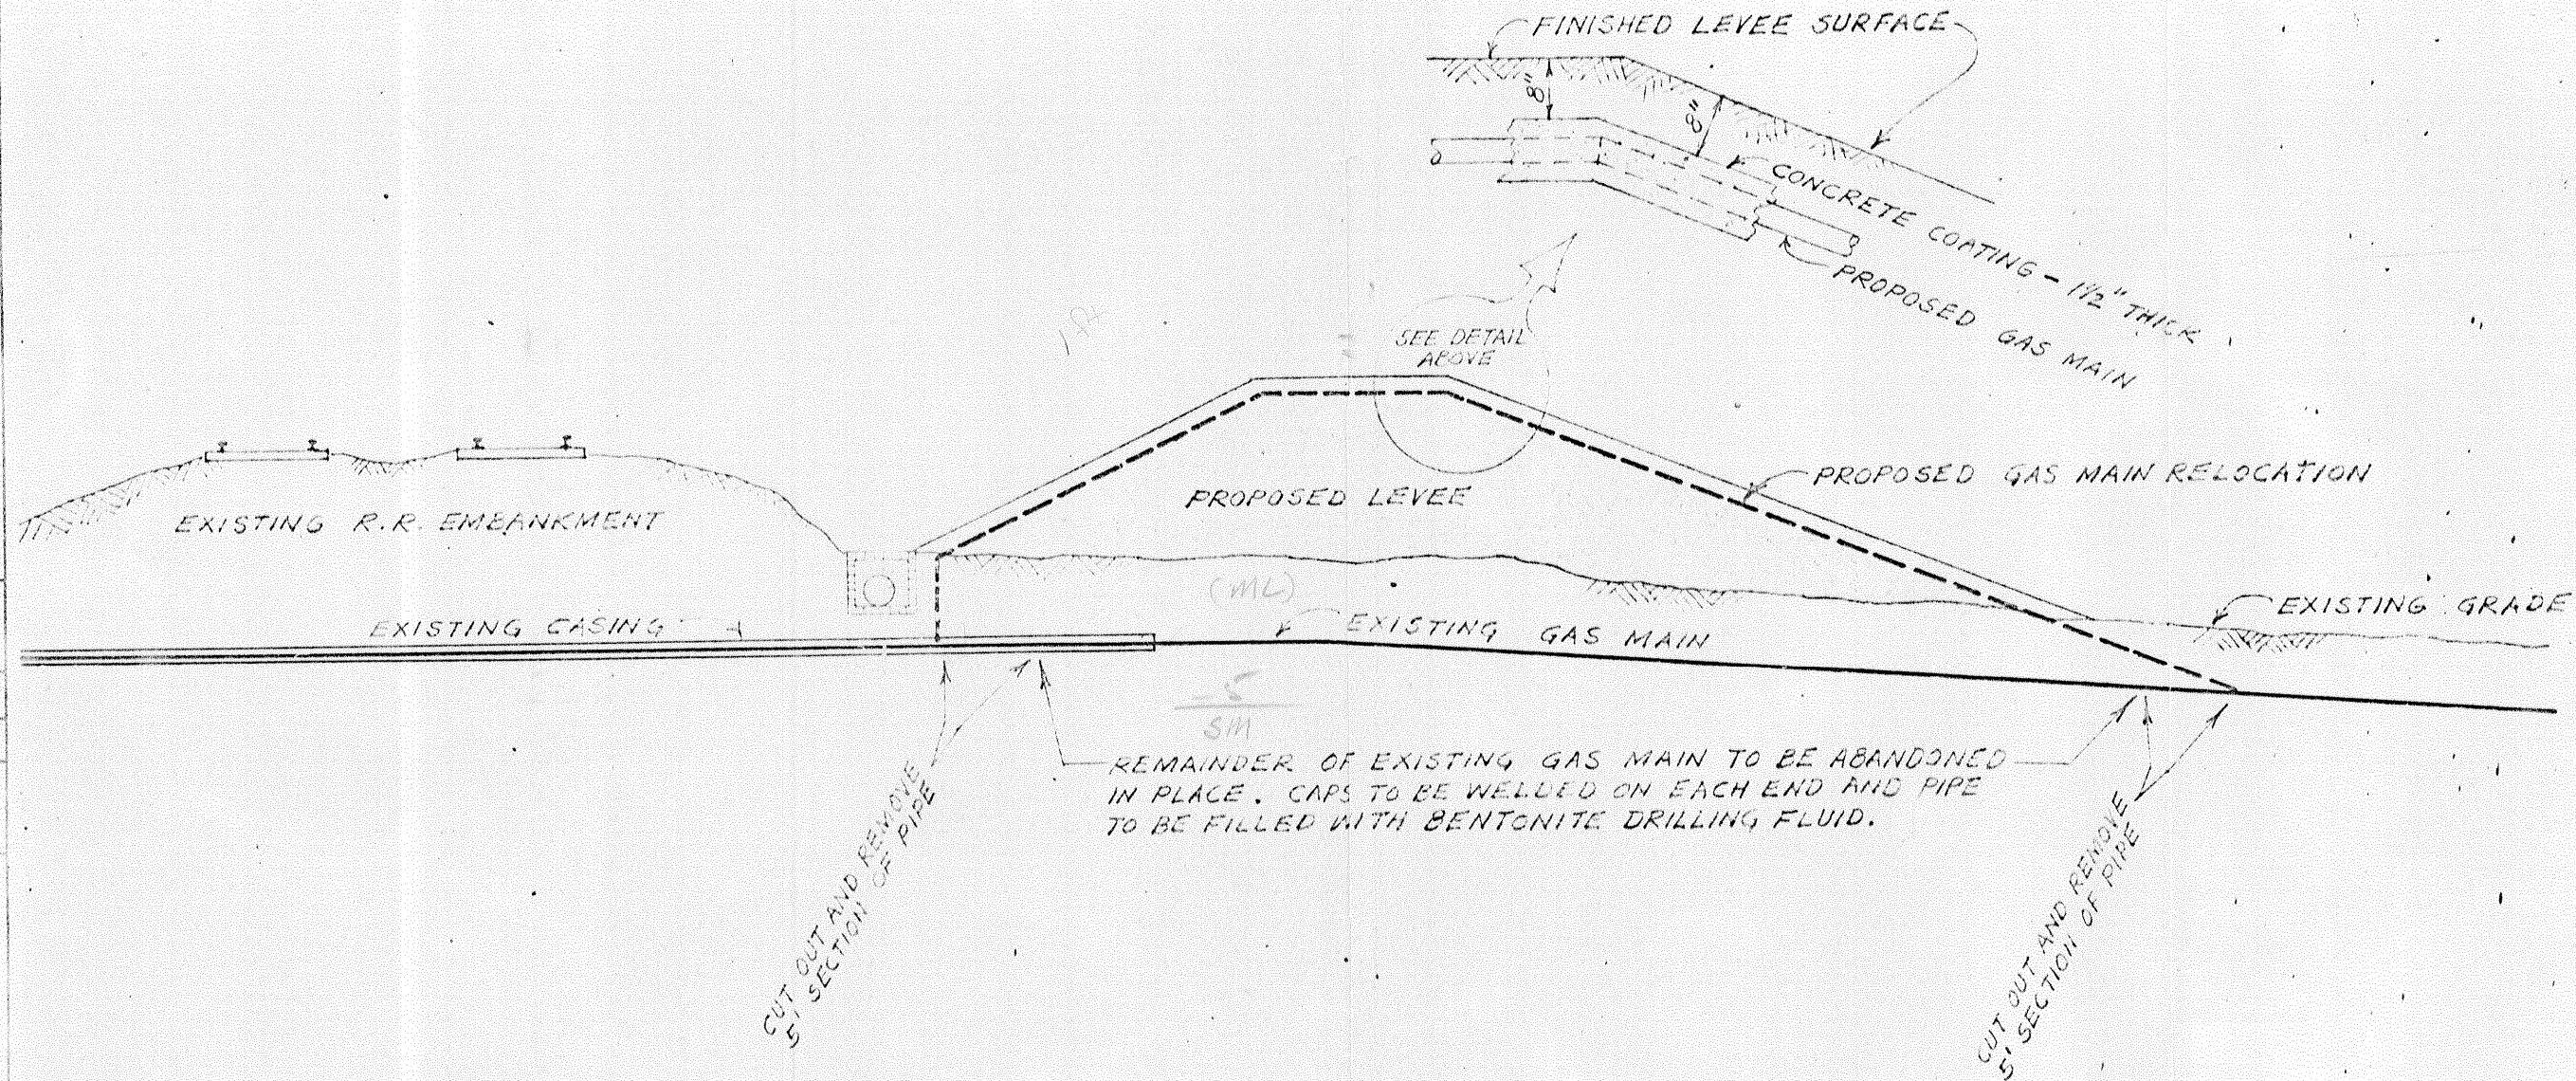 FINISHED LEVEE SURFACE
8"
8"
CONCRETE COATING - 1½" THICK
PROPOSED GAS MAIN
SEE DETAIL
ABOVE
PROPOSED GAS MAIN RELOCATION
PROPOSED LEVEE
EXISTING R.R. EMBANKMENT
(ML)
EXISTING CASING
EXISTING GAS MAIN
EXISTING GRADE
SM
REMAINDER OF EXISTING GAS MAIN TO BE ABANDONED
IN PLACE. CAPS TO BE WELDED ON EACH END AND PIPE
TO BE FILLED WITH BENTONITE DRILLING FLUID.
CUT OUT AND REMOVE
5' SECTION OF PIPE
CUT OUT AND REMOVE
5' SECTION OF PIPE